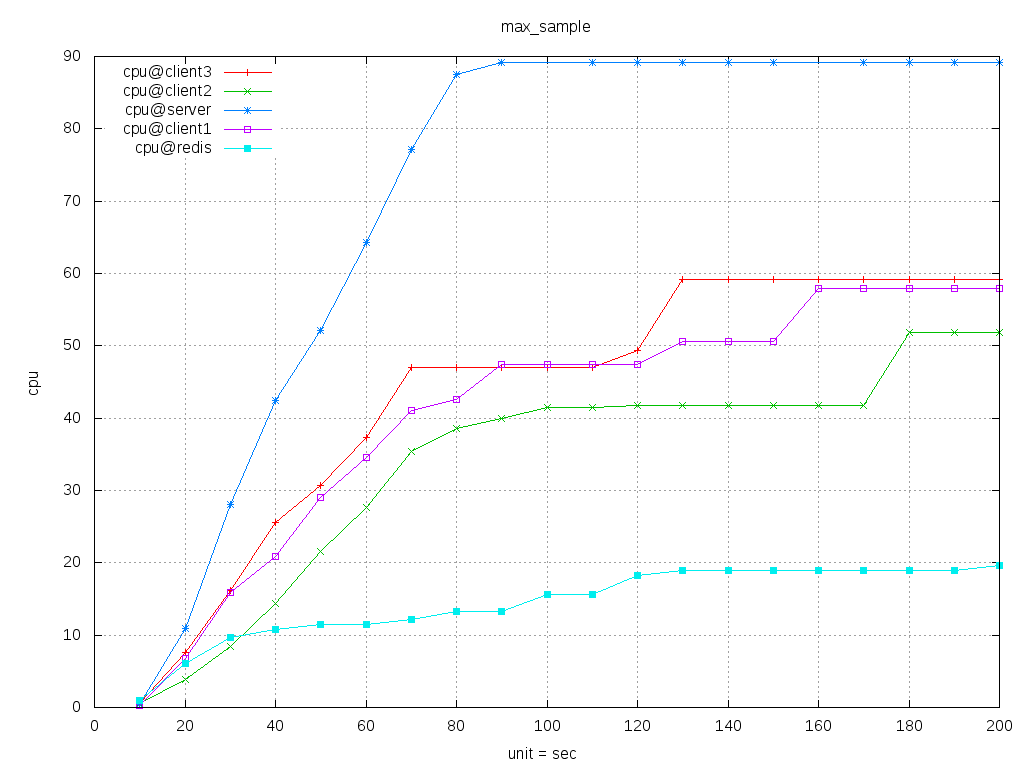 max_sample
90
80
70
60
50
40
30
20
10
0
cpu
cpu@client3
cpu@client2
cpu@server
cpu@client1
cpu@redis
0 20 40 60 80 100 120 140 160 180 200
unit = sec